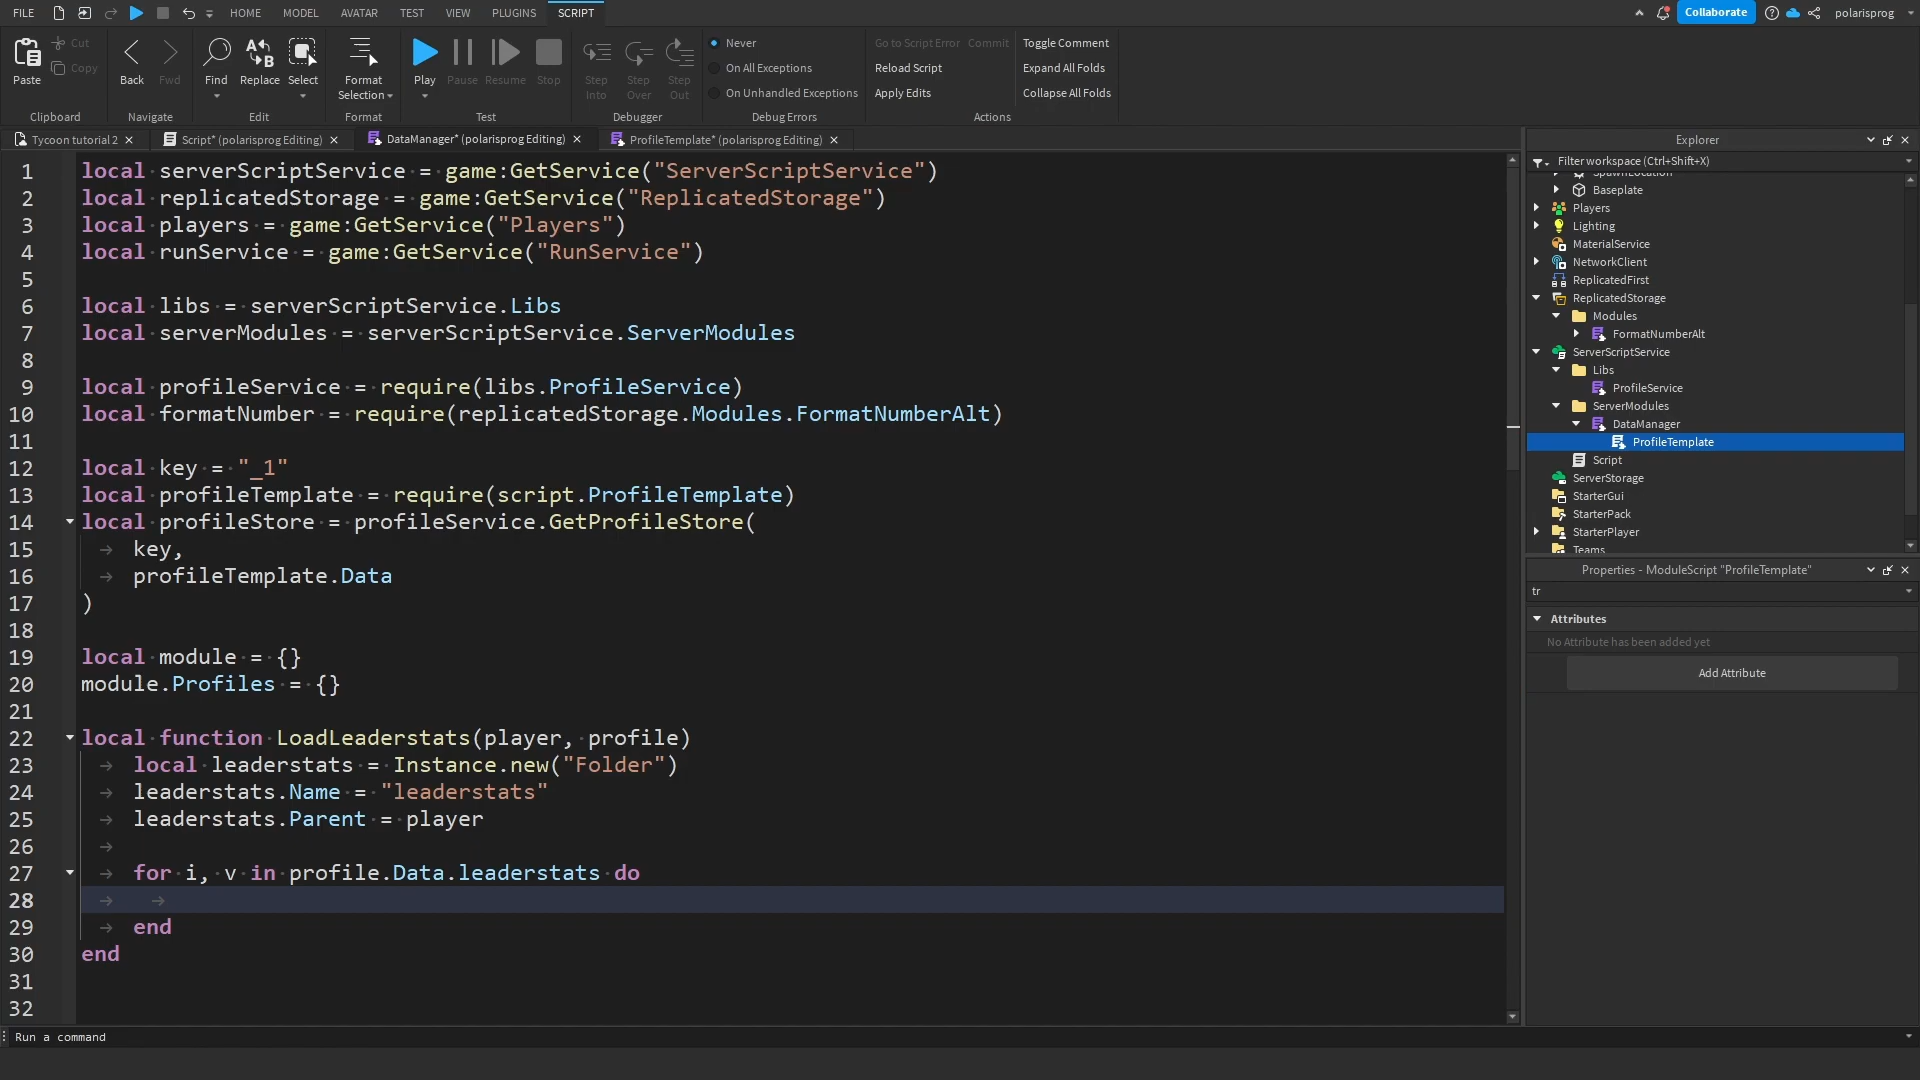 FILE HOME MODEL AVATAR TEST VIEW PLUGINS SCRIPT Collaborate polarisprog
Paste Cut Copy Back Fwd Find Replace Select Format Selection Play Pause Resume Stop Step Into Step Over Step Out
Never Go to Script Error Commit Toggle Comment
On All Exceptions Reload Script Expand All Folds
On Unhandled Exceptions Apply Edits Collapse All Folds
Clipboard Navigate Edit Format Test Debugger Debug Errors Actions
Tycoon tutorial 2 Script* (polarisprog Editing) DataManager* (polarisprog Editing) ProfileTemplate* (polarisprog Editing)
1 local serverScriptService = game:GetService("ServerScriptService")
2 local replicatedStorage = game:GetService("ReplicatedStorage")
3 local players = game:GetService("Players")
4 local runService = game:GetService("RunService")
5
6 local libs = serverScriptService.Libs
7 local serverModules = serverScriptService.ServerModules
8
9 local profileService = require(libs.ProfileService)
10 local formatNumber = require(replicatedStorage.Modules.FormatNumberAlt)
11
12 local key = "_1"
13 local profileTemplate = require(script.ProfileTemplate)
14 local profileStore = profileService.GetProfileStore(
15 key,
16 profileTemplate.Data
17 )
18
19 local module = {}
20 module.Profiles = {}
21
22 local function LoadLeaderstats(player, profile)
23 local leaderstats = Instance.new("Folder")
24 leaderstats.Name = "leaderstats"
25 leaderstats.Parent = player
26
27 for i, v in profile.Data.leaderstats do
28
29 end
30 end
31
32
Run a command
Explorer
Filter workspace (Ctrl+Shift+X)
SpawnLocation
Baseplate
Players
Lighting
MaterialService
NetworkClient
ReplicatedFirst
ReplicatedStorage
Modules
FormatNumberAlt
ServerScriptService
Libs
ProfileService
ServerModules
DataManager
ProfileTemplate
Script
ServerStorage
StarterGui
StarterPack
StarterPlayer
Teams
Properties - ModuleScript "ProfileTemplate"
tr
Attributes
No Attribute has been added yet
Add Attribute